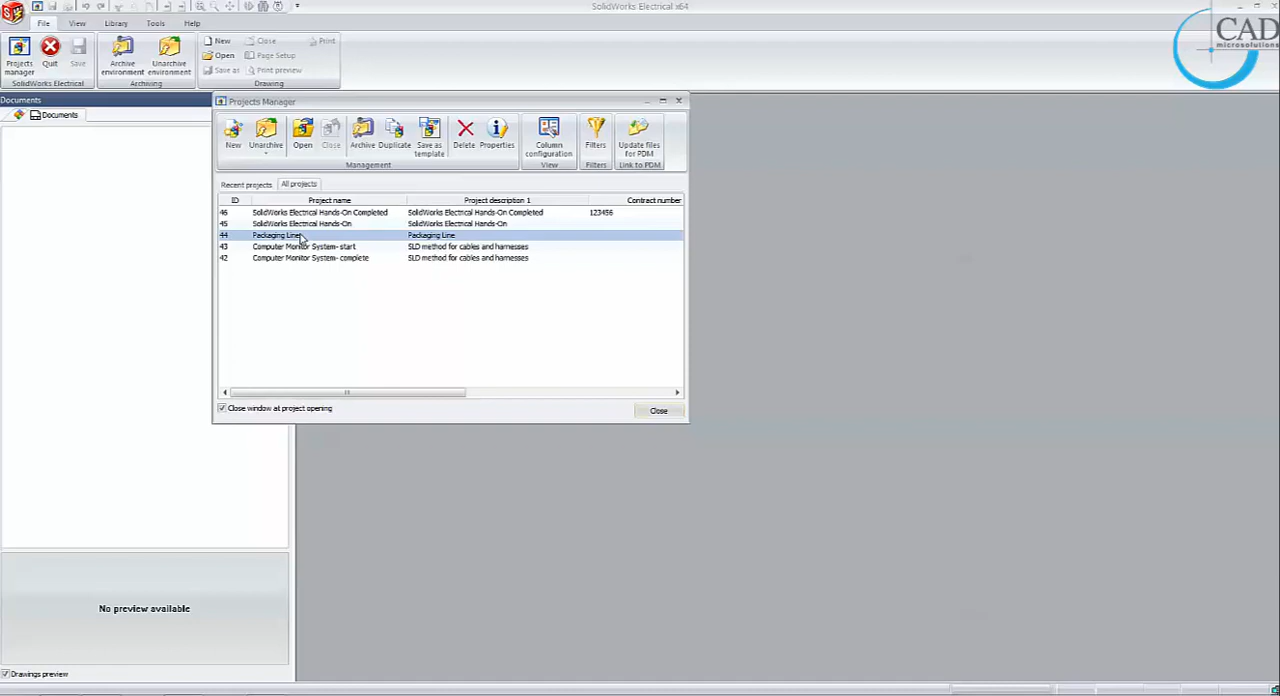 SolidWorks Electrical x64
File View Library Tools Help
Projects manager Quit Save
Archive environment Unarchive environment
New Close Print
Open Page Setup
Save as Print preview
SolidWorks Electrical Archiving Drawing
CAD
microsolutions
Documents
Documents
Projects Manager
New Unarchive Open Close Archive Duplicate Save as template Delete Properties Column configuration Filters Update files for PDM
Management View Filters Link to PDM
Recent projects All projects
ID Project name Project description 1 Contract number
46 SolidWorks Electrical Hands-On Completed SolidWorks Electrical Hands-On Completed 123456
45 SolidWorks Electrical Hands-On SolidWorks Electrical Hands-On
44 Packaging Line Packaging Line
43 Computer Monitor System- start SLD method for cables and harnesses
42 Computer Monitor System- complete SLD method for cables and harnesses
Close window at project opening Close
No preview available
Drawings preview